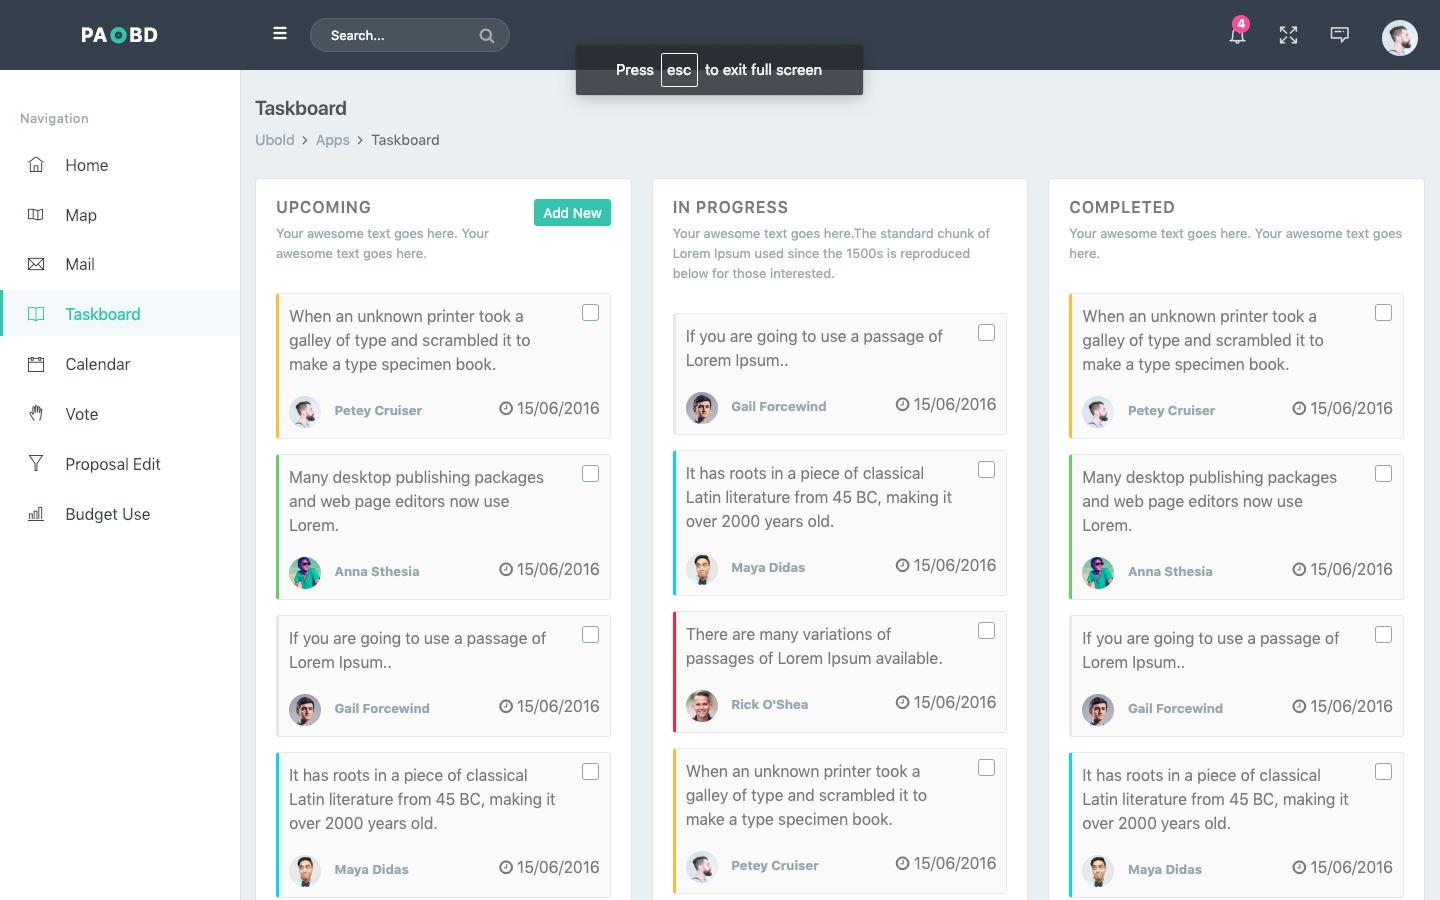 PAOBD
Search...
4
Press esc to exit full screen
Navigation
Home
Map
Mail
Taskboard
Calendar
Vote
Proposal Edit
Budget Use
Taskboard
Ubold > Apps > Taskboard
UPCOMING
Add New
Your awesome text goes here. Your
awesome text goes here.
When an unknown printer took a
galley of type and scrambled it to
make a type specimen book.
Petey Cruiser
15/06/2016
Many desktop publishing packages
and web page editors now use
Lorem.
Anna Sthesia
15/06/2016
If you are going to use a passage of
Lorem Ipsum..
Gail Forcewind
15/06/2016
It has roots in a piece of classical
Latin literature from 45 BC, making it
over 2000 years old.
Maya Didas
15/06/2016
IN PROGRESS
Your awesome text goes here.The standard chunk of
Lorem Ipsum used since the 1500s is reproduced
below for those interested.
If you are going to use a passage of
Lorem Ipsum..
Gail Forcewind
15/06/2016
It has roots in a piece of classical
Latin literature from 45 BC, making it
over 2000 years old.
Maya Didas
15/06/2016
There are many variations of
passages of Lorem Ipsum available.
Rick O'Shea
15/06/2016
When an unknown printer took a
galley of type and scrambled it to
make a type specimen book.
Petey Cruiser
15/06/2016
COMPLETED
Your awesome text goes here. Your awesome text goes
here.
When an unknown printer took a
galley of type and scrambled it to
make a type specimen book.
Petey Cruiser
15/06/2016
Many desktop publishing packages
and web page editors now use
Lorem.
Anna Sthesia
15/06/2016
If you are going to use a passage of
Lorem Ipsum..
Gail Forcewind
15/06/2016
It has roots in a piece of classical
Latin literature from 45 BC, making it
over 2000 years old.
Maya Didas
15/06/2016